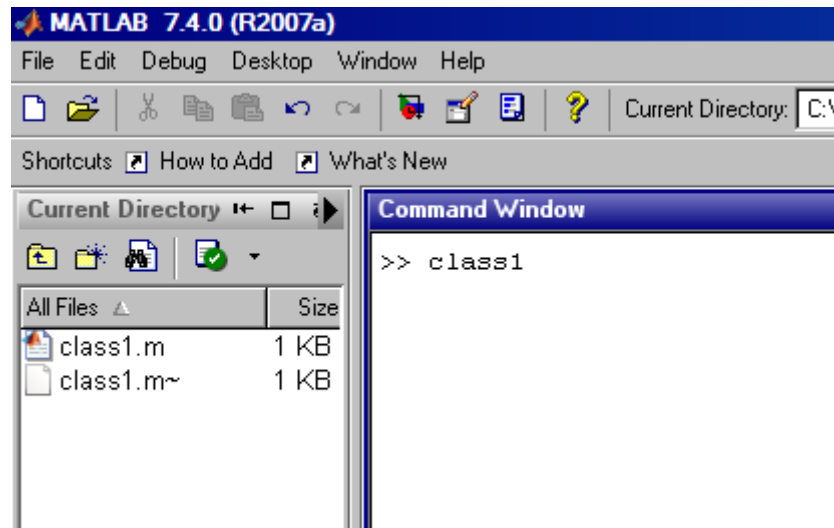 MATLAB 7.4.0 (R2007a)
File Edit Debug Desktop Window Help
Current Directory: C:\
Shortcuts How to Add What's New
Current Directory
Command Window
>> class1
All Files Size
class1.m 1 KB
class1.m~ 1 KB